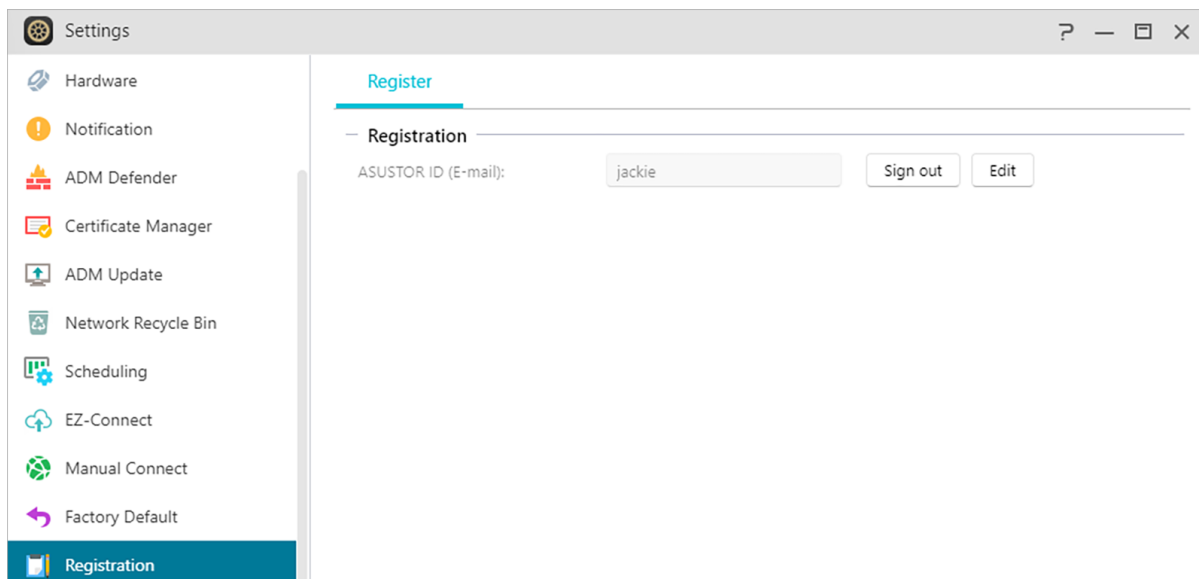 Settings
Hardware
Notification
ADM Defender
Certificate Manager
ADM Update
Network Recycle Bin
Scheduling
EZ-Connect
Manual Connect
Factory Default
Registration
Register
Registration
ASUSTOR ID (E-mail): jackie Sign out Edit